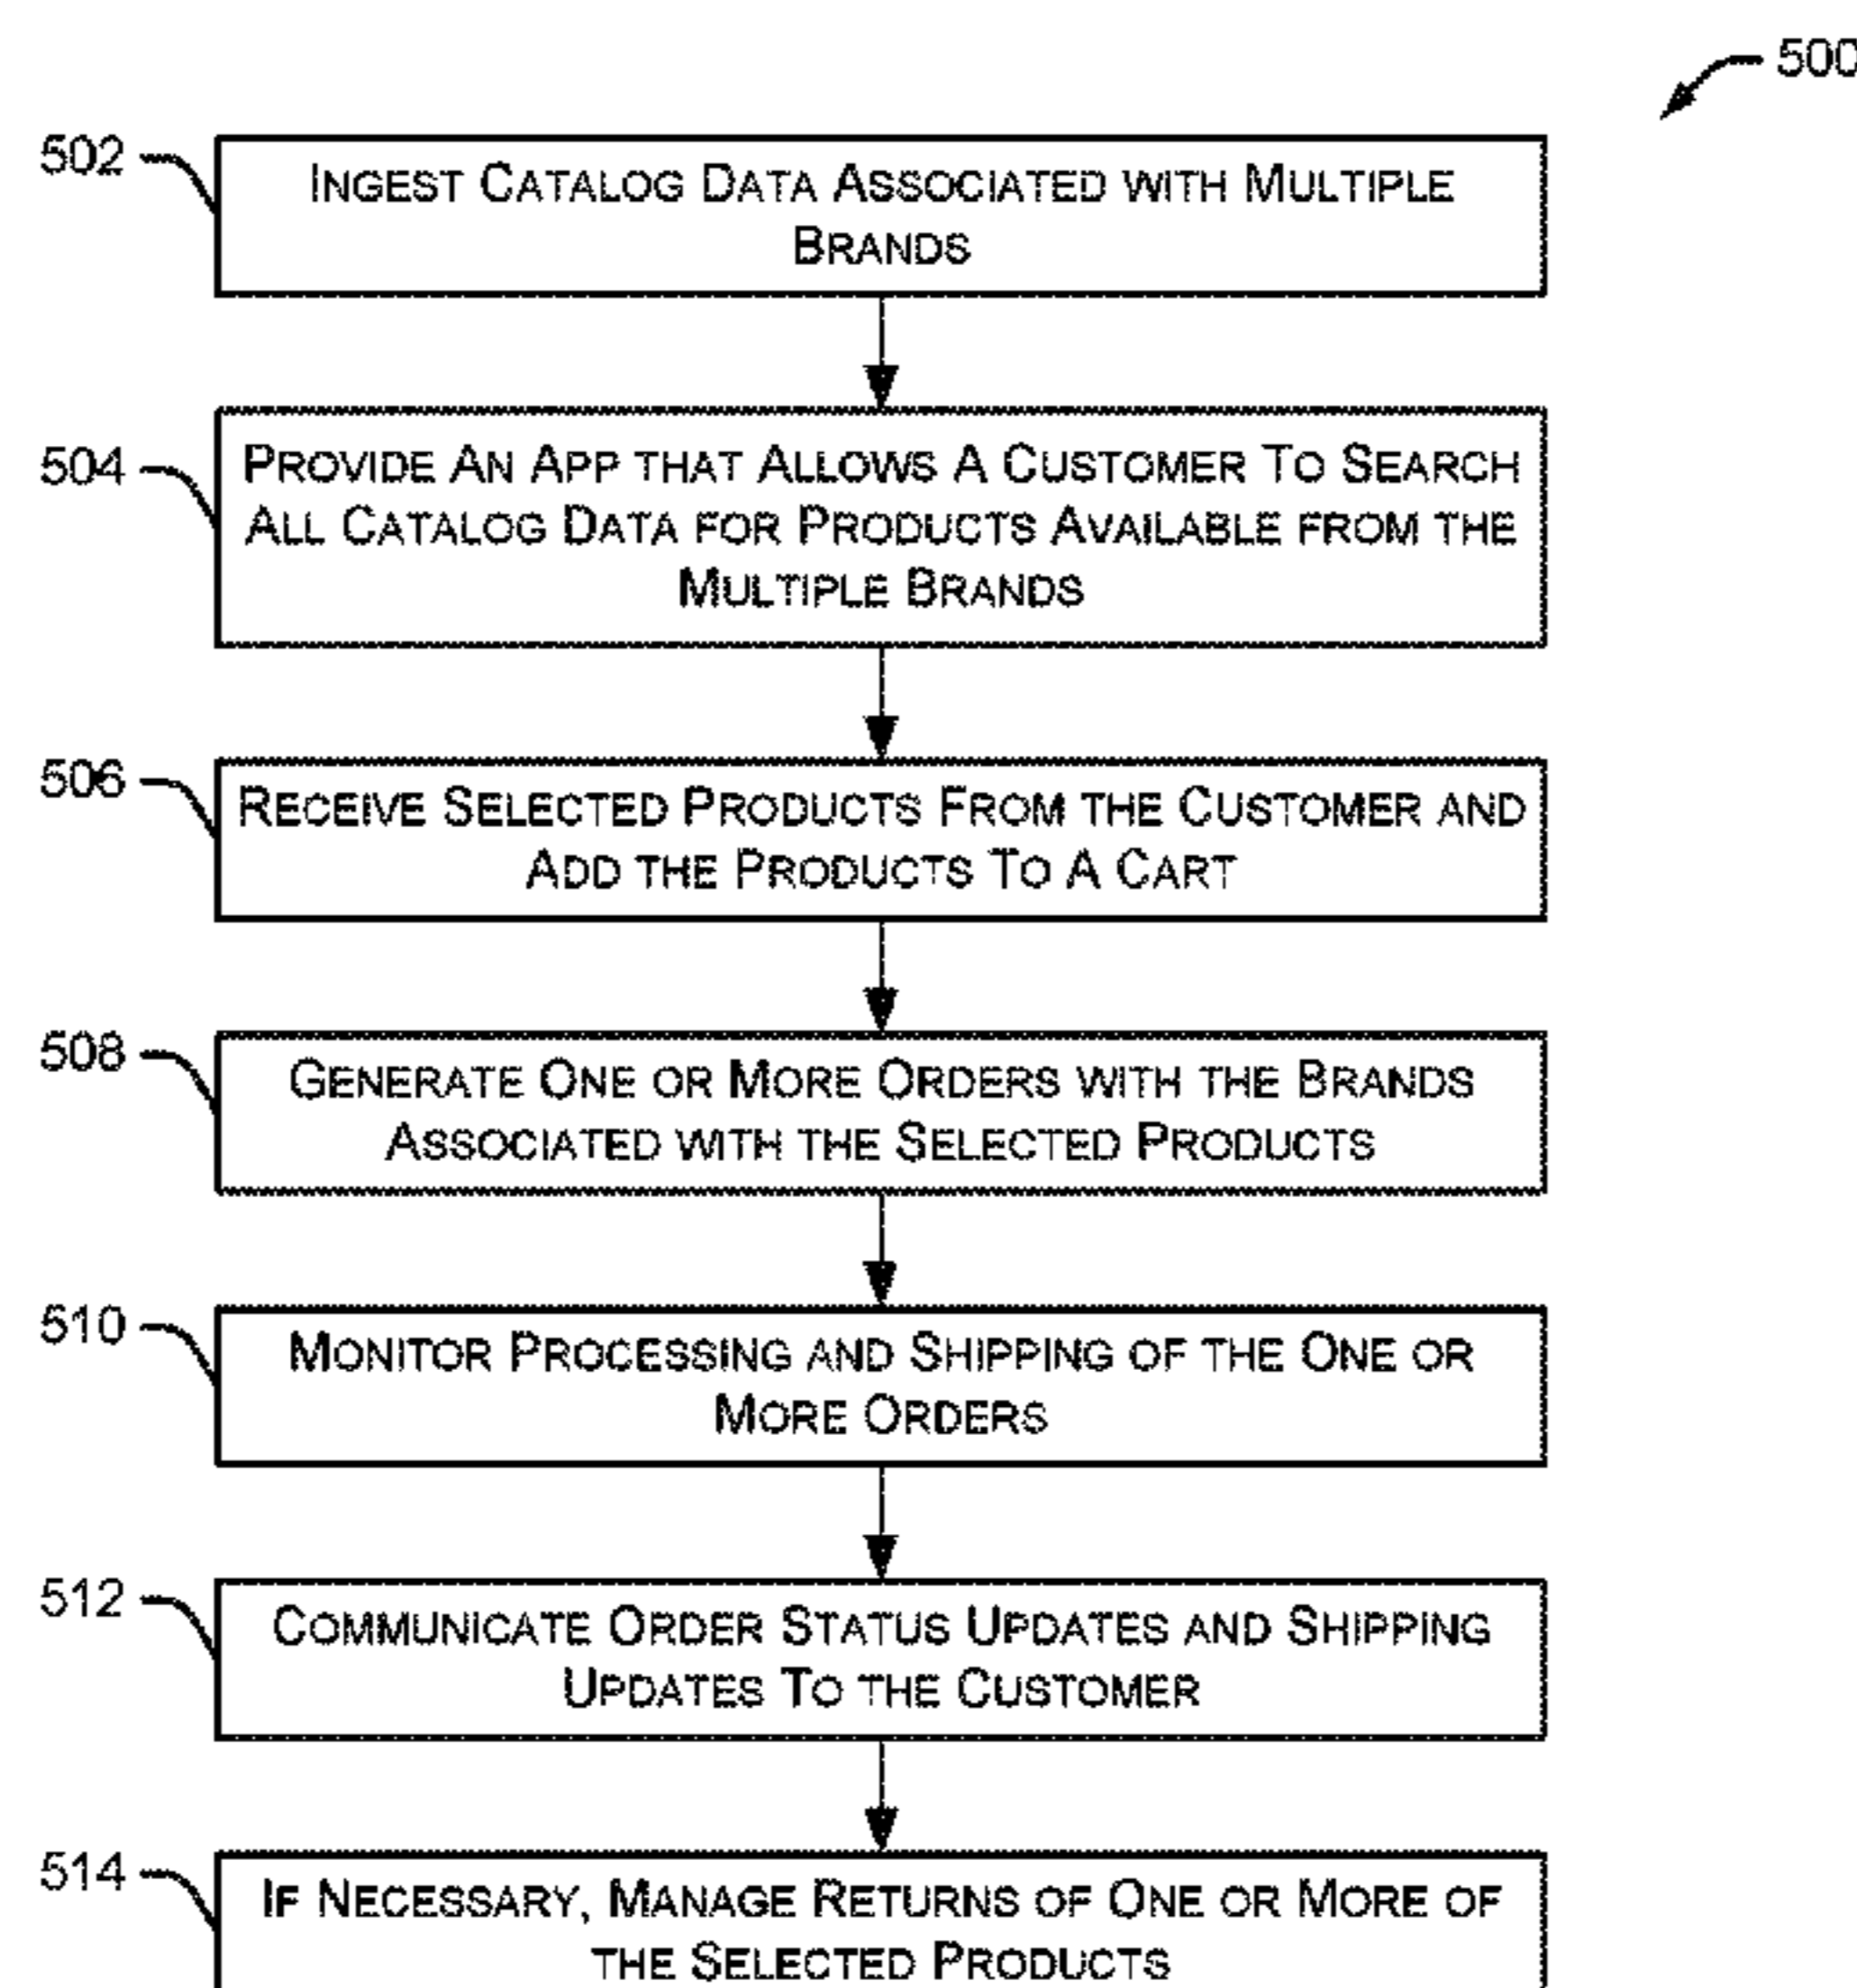 500
502
INGEST CATALOG DATA ASSOCIATED WITH MULTIPLE
BRANDS
504
PROVIDE AN APP THAT ALLOWS A CUSTOMER TO SEARCH
ALL CATALOG DATA FOR PRODUCTS AVAILABLE FROM THE
MULTIPLE BRANDS
506
RECEIVE SELECTED PRODUCTS FROM THE CUSTOMER AND
ADD THE PRODUCTS TO A CART
508
GENERATE ONE OR MORE ORDERS WITH THE BRANDS
ASSOCIATED WITH THE SELECTED PRODUCTS
510
MONITOR PROCESSING AND SHIPPING OF THE ONE OR
MORE ORDERS
512
COMMUNICATE ORDER STATUS UPDATES AND SHIPPING
UPDATES TO THE CUSTOMER
514
IF NECESSARY, MANAGE RETURNS OF ONE OR MORE OF
THE SELECTED PRODUCTS